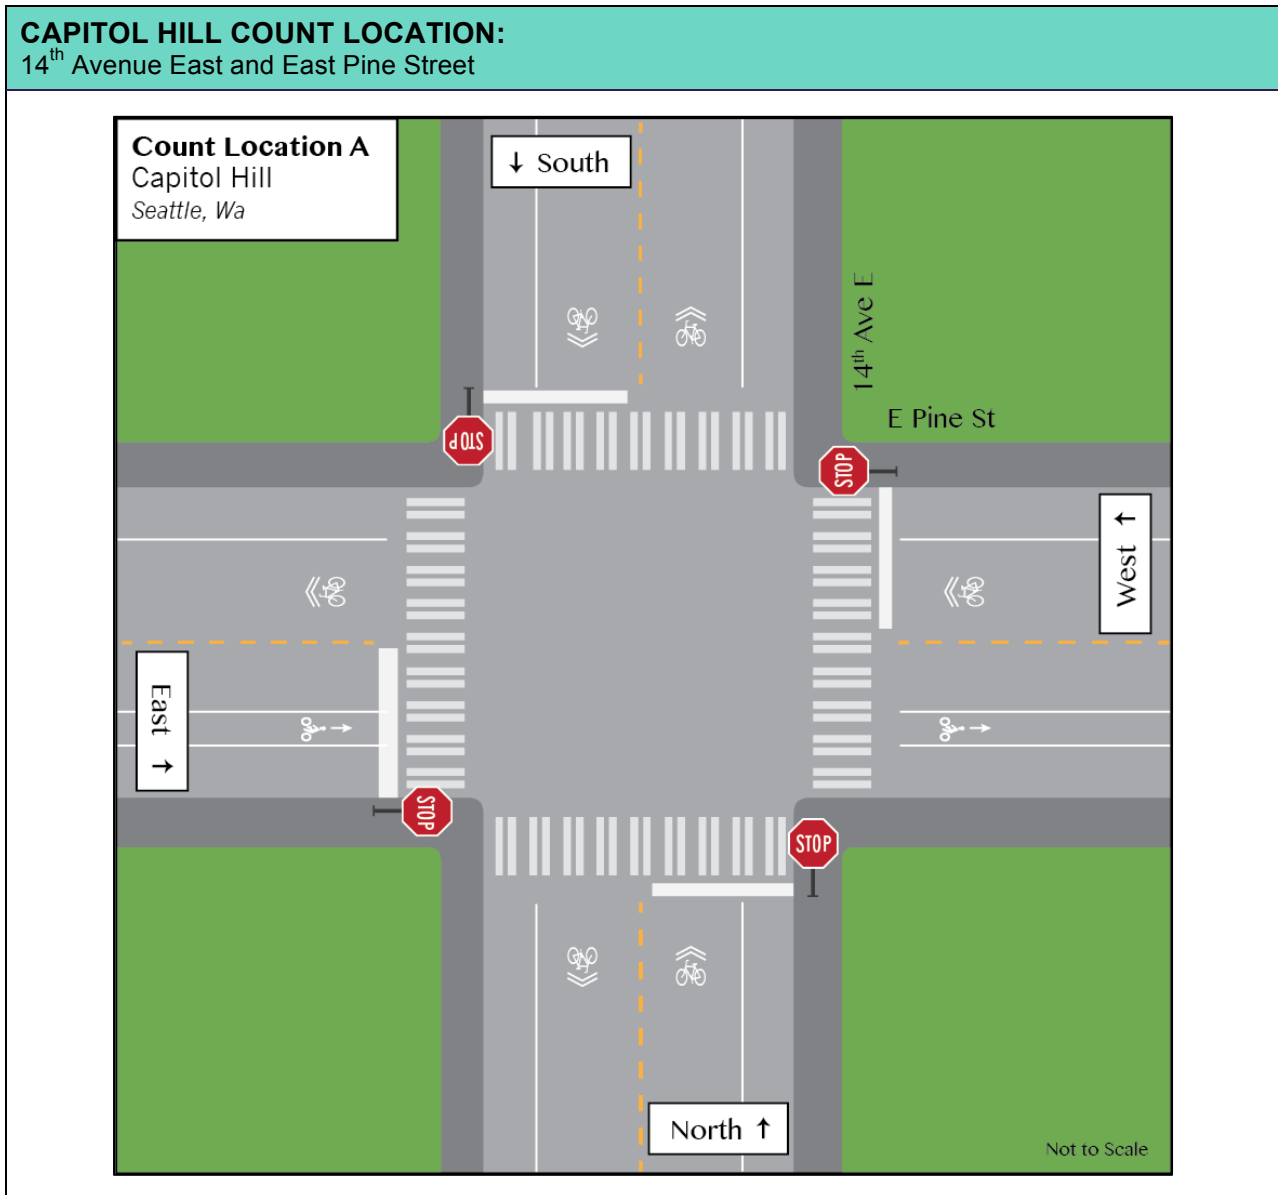 CAPITOL HILL COUNT LOCATION:
14th Avenue East and East Pine Street
Count Location A
Capitol Hill
Seattle, Wa
↓ South
14th Ave E
E Pine St
STOP
STOP
West ↑
East ↑
STOP
STOP
North ↑
Not to Scale